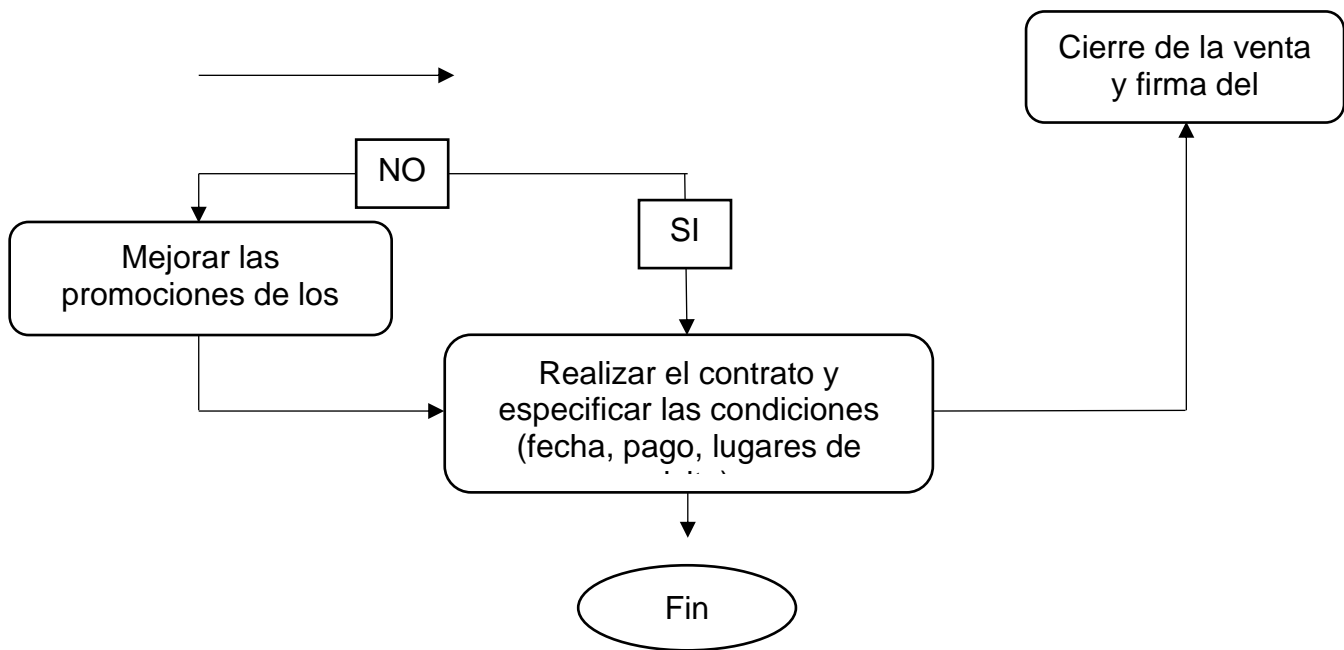 Cierre de la venta
y firma del
NO
SI
Mejorar las
promociones de los
Realizar el contrato y
especificar las condiciones
(fecha, pago, lugares de
Fin